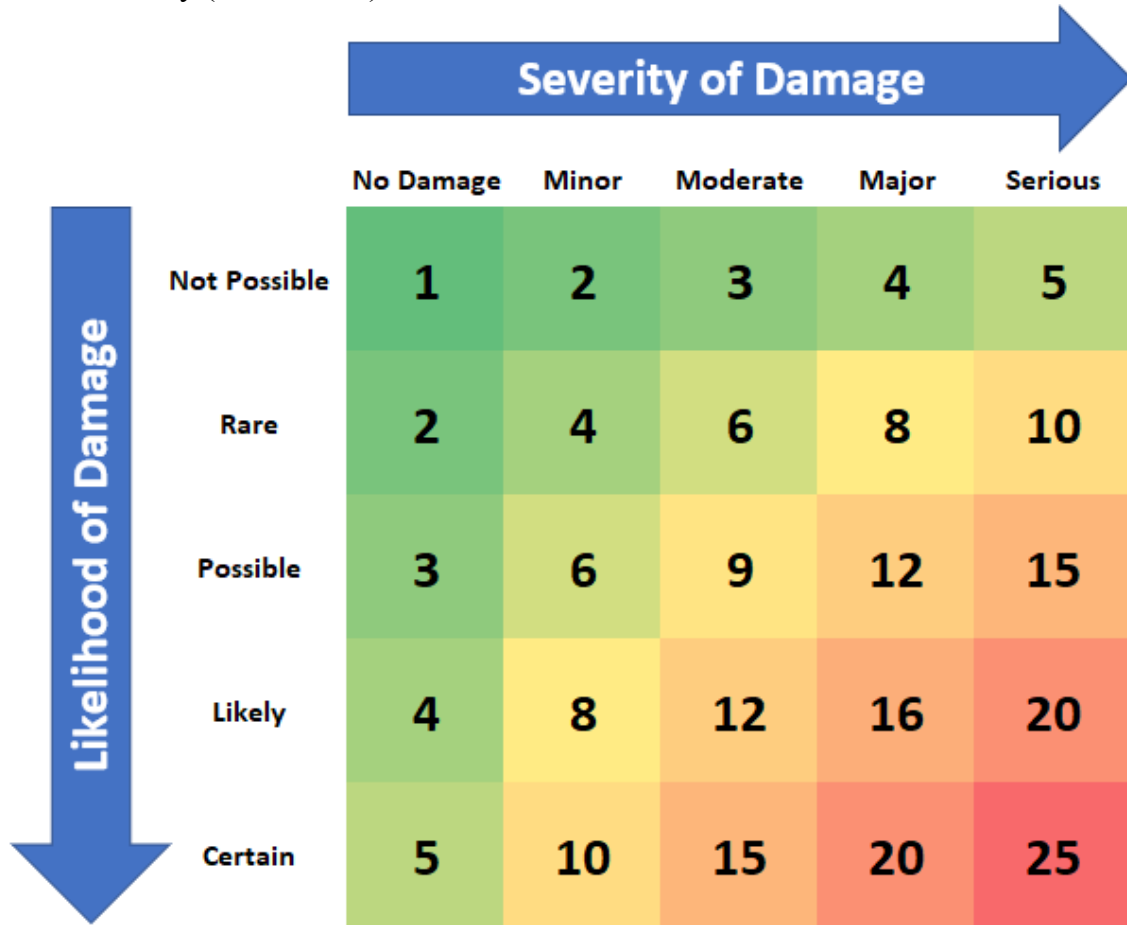 Severity of Damage
No Damage Minor Moderate Major Serious
Likelihood of Damage
Not Possible 1 2 3 4 5
Rare 2 4 6 8 10
Possible 3 6 9 12 15
Likely 4 8 12 16 20
Certain 5 10 15 20 25